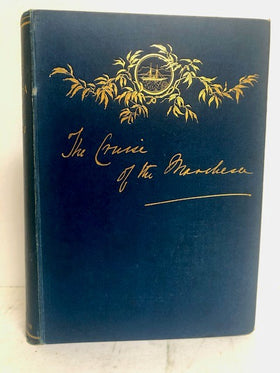 The Cruise
of the Marchesa